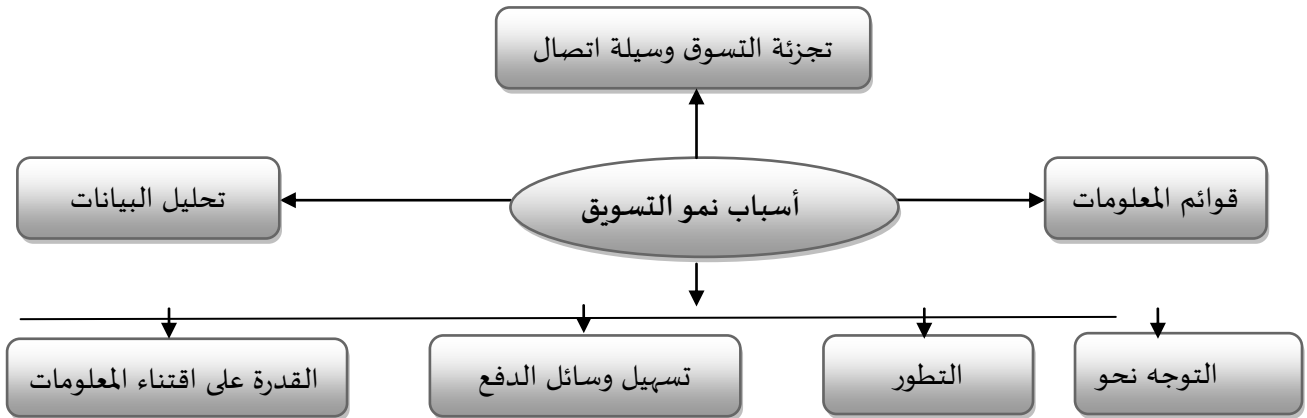 تجزئة التسوق وسيلة اتصال
قوائم المعلومات
أسباب نمو التسويق
تحليل البيانات
التوجه نحو
التطور
تسهيل وسائل الدفع
القدرة على اقتناء المعلومات